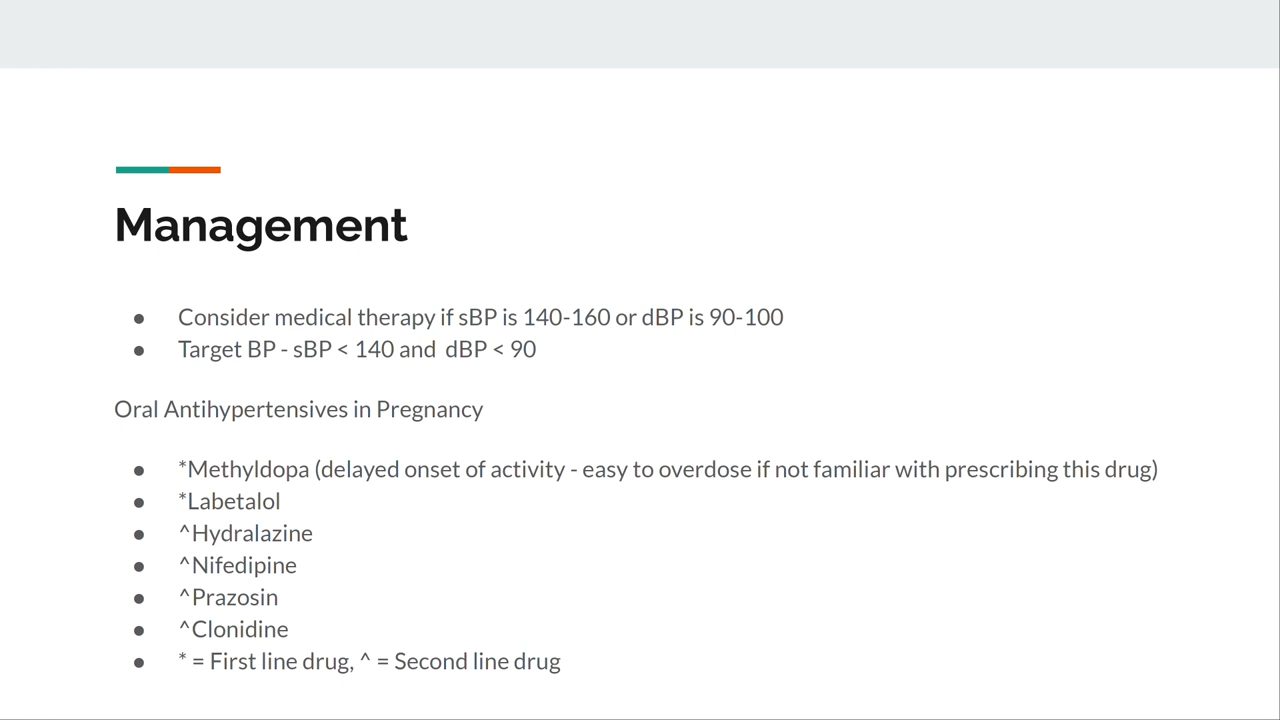 Management
● Consider medical therapy if sBP is 140-160 or dBP is 90-100
● Target BP - sBP < 140 and  dBP < 90
Oral Antihypertensives in Pregnancy
● *Methyldopa (delayed onset of activity - easy to overdose if not familiar with prescribing this drug)
● *Labetalol
● ^Hydralazine
● ^Nifedipine
● ^Prazosin
● ^Clonidine
● * = First line drug, ^ = Second line drug